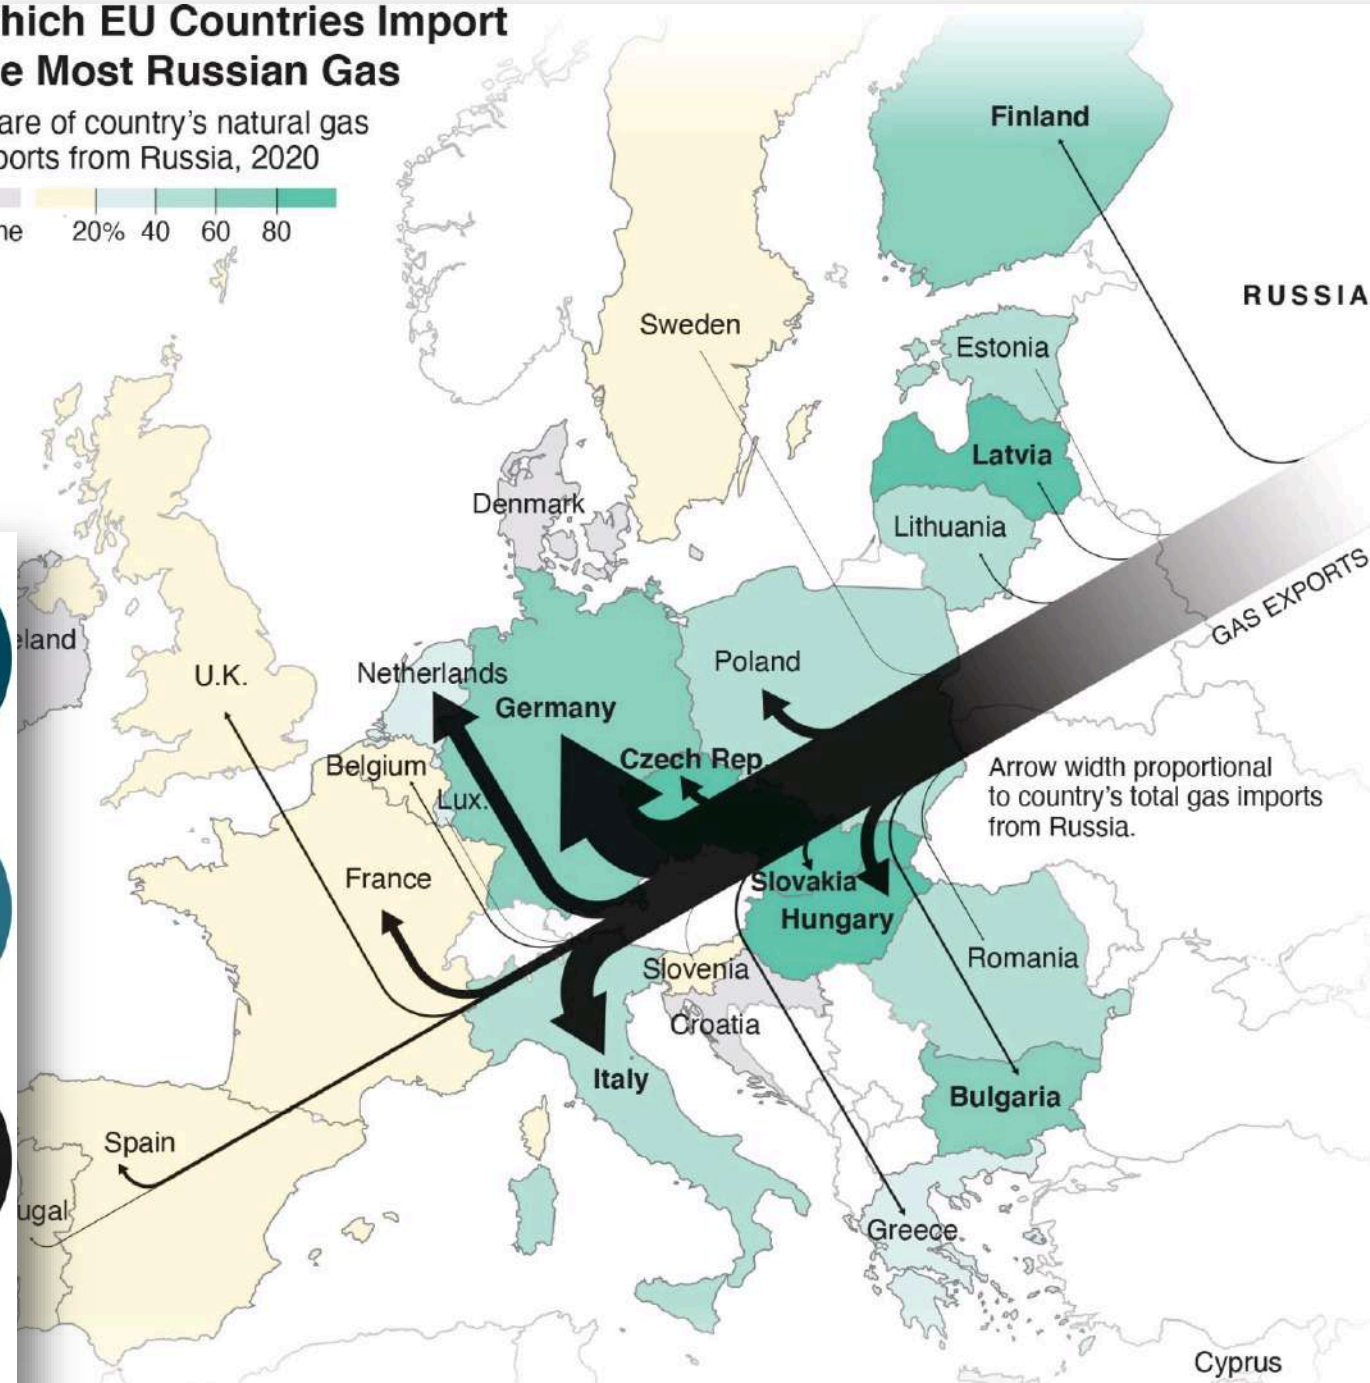 hich EU Countries Import
e Most Russian Gas
are of country's natural gas
ports from Russia, 2020
ne 20% 40 60 80
Finland
RUSSIA
Sweden
Estonia
Latvia
Denmark
Lithuania
GAS EXPORTS
eland
U.K.
Netherlands
Poland
Germany
Czech Rep.
Belgium
Lux.
Arrow width proportional
to country's total gas imports
from Russia.
France
Slovakia
Hungary
Romania
Slovenia
Croatia
Italy
Bulgaria
Spain
ugal
Greece
Cyprus